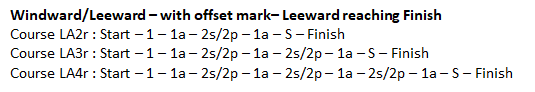 Windward/Leeward – with offset mark– Leeward reaching Finish
Course LA2r : Start – 1 – 1a – 2s/2p – 1a – S – Finish
Course LA3r : Start – 1 – 1a – 2s/2p – 1a – 2s/2p – 1a – S – Finish
Course LA4r : Start – 1 – 1a – 2s/2p – 1a – 2s/2p – 1a – 2s/2p – 1a – S – Finish